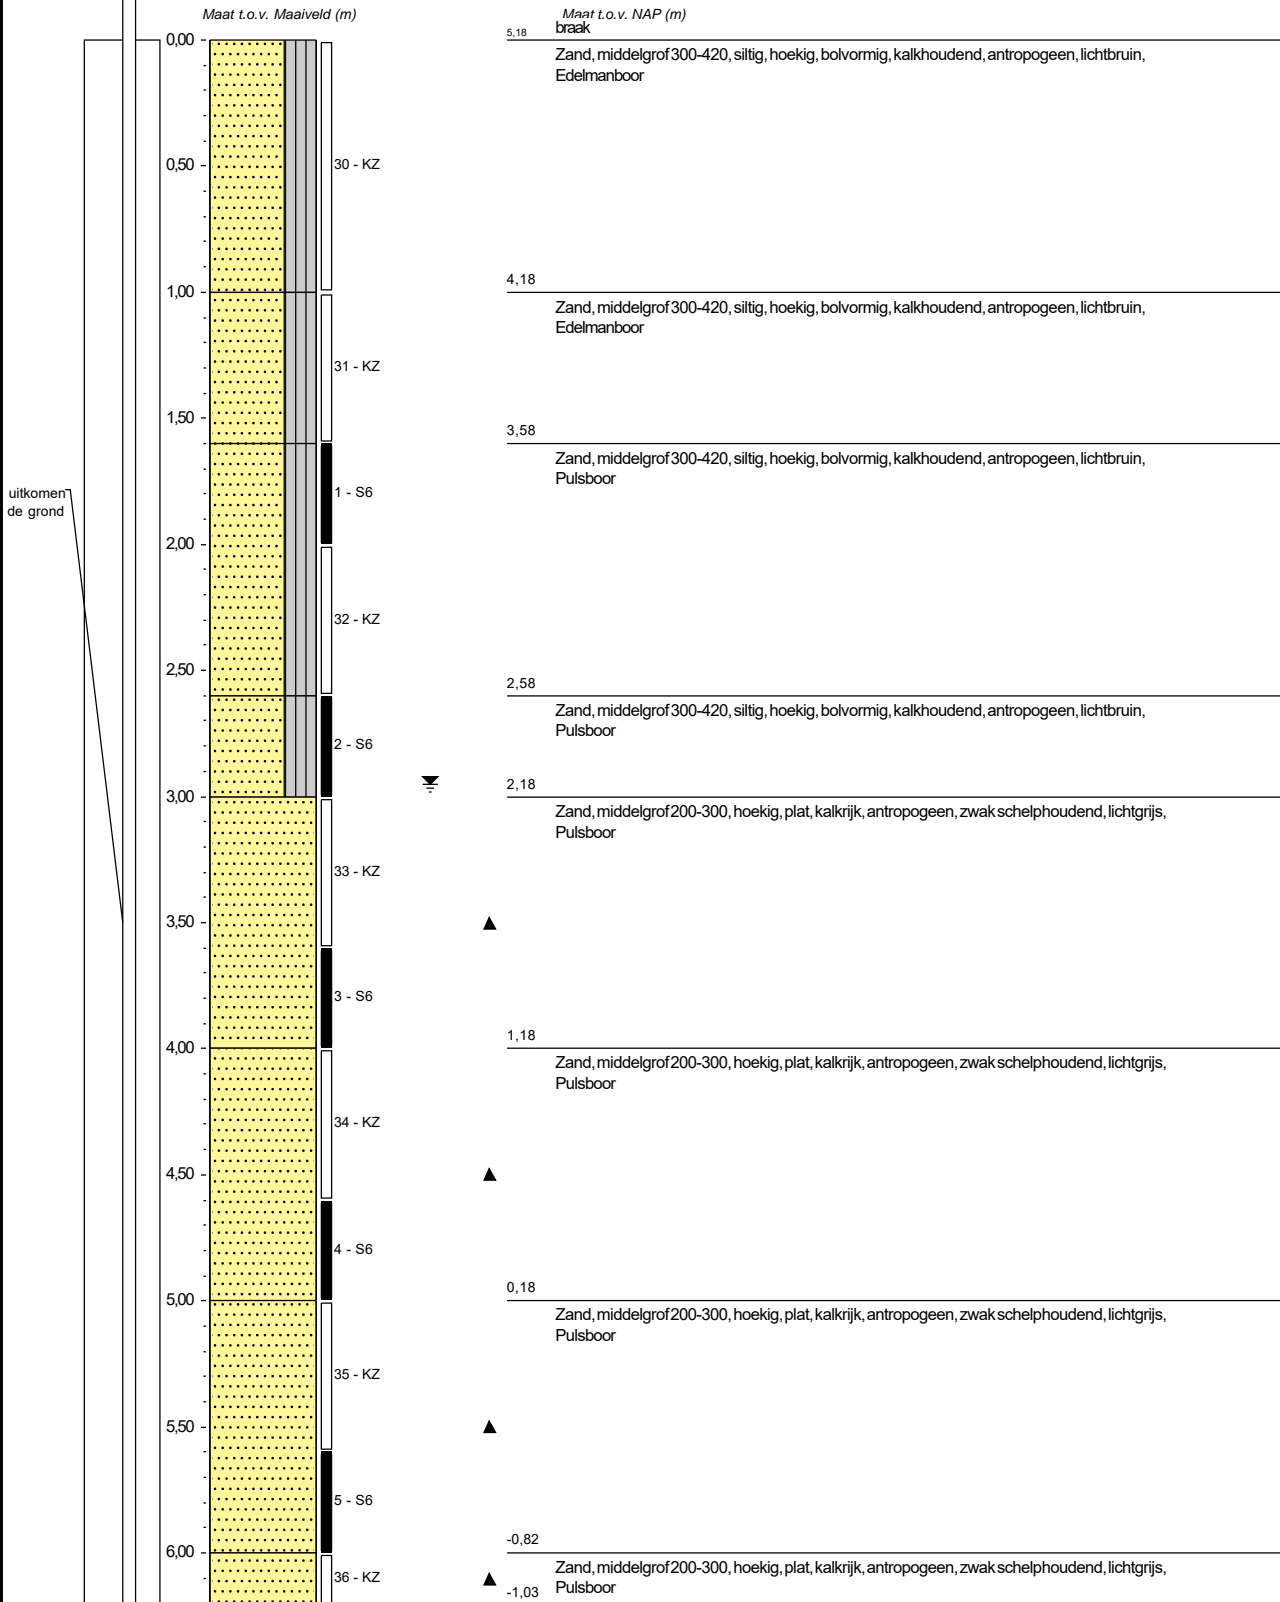 Maat t.o.v. Maaiveld (m)
Maat t.o.v. NAP (m)
braak
5,18
0,00
Zand, middelgrof 300-420, siltig, hoekig, bolvormig, kalkhoudend, antropogeen, lichtbruin,
Edelmanboor
0,50
30 - KZ
4,18
1,00
Zand, middelgrof 300-420, siltig, hoekig, bolvormig, kalkhoudend, antropogeen, lichtbruin,
Edelmanboor
31 - KZ
1,50
3,58
Zand, middelgrof 300-420, siltig, hoekig, bolvormig, kalkhoudend, antropogeen, lichtbruin,
Pulsboor
uitkomen
de grond
1 - S6
2,00
32 - KZ
2,50
2,58
Zand, middelgrof 300-420, siltig, hoekig, bolvormig, kalkhoudend, antropogeen, lichtbruin,
Pulsboor
2 - S6
2,18
3,00
Zand, middelgrof 200-300, hoekig, plat, kalkrijk, antropogeen, zwak schelphoudend, lichtgrijs,
Pulsboor
33 - KZ
3,50
3 - S6
1,18
4,00
Zand, middelgrof 200-300, hoekig, plat, kalkrijk, antropogeen, zwak schelphoudend, lichtgrijs,
Pulsboor
34 - KZ
4,50
4 - S6
0,18
5,00
Zand, middelgrof 200-300, hoekig, plat, kalkrijk, antropogeen, zwak schelphoudend, lichtgrijs,
Pulsboor
35 - KZ
5,50
5 - S6
-0,82
6,00
Zand, middelgrof 200-300, hoekig, plat, kalkrijk, antropogeen, zwak schelphoudend, lichtgrijs,
Pulsboor
36 - KZ
-1,03